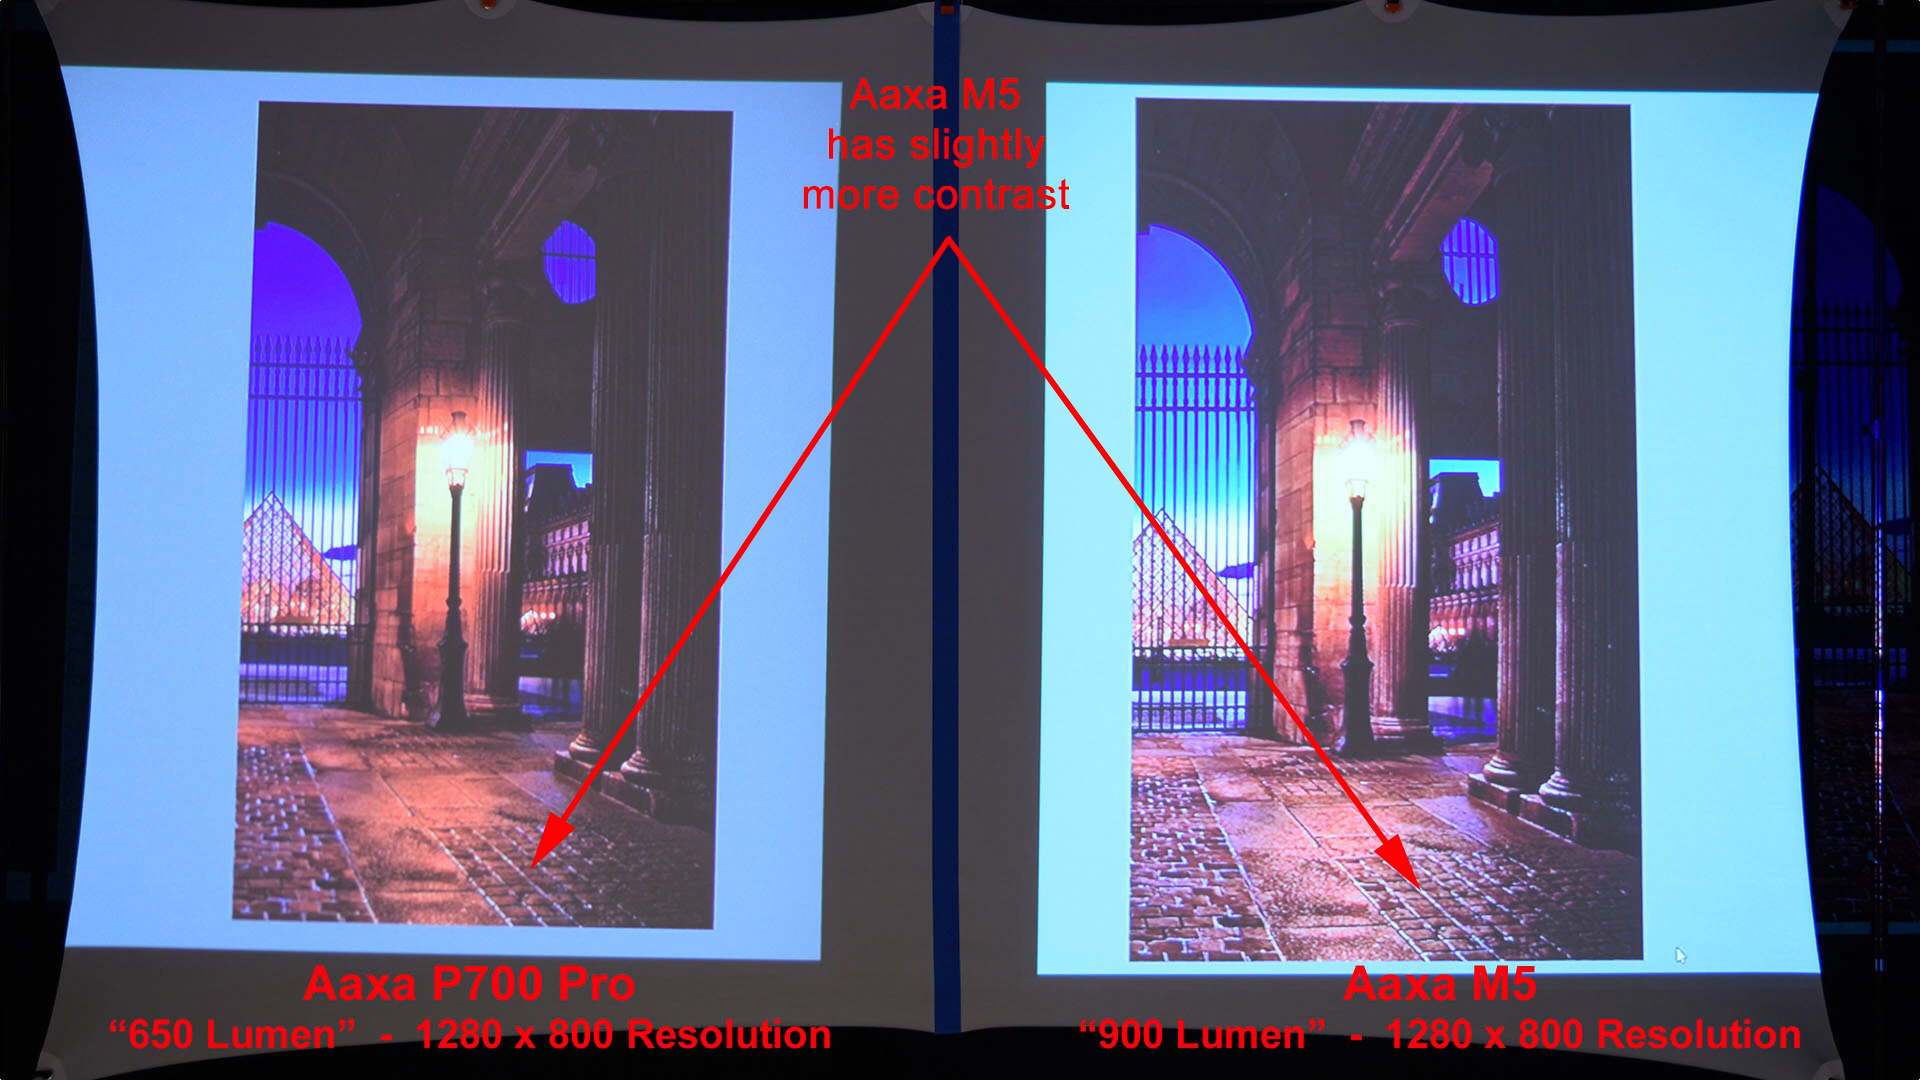 Aaxa M5
has slightly
more contrast
Aaxa P700 Pro
“650 Lumen” - 1280 x 800 Resolution
Aaxa M5
“900 Lumen” - 1280 x 800 Resolution